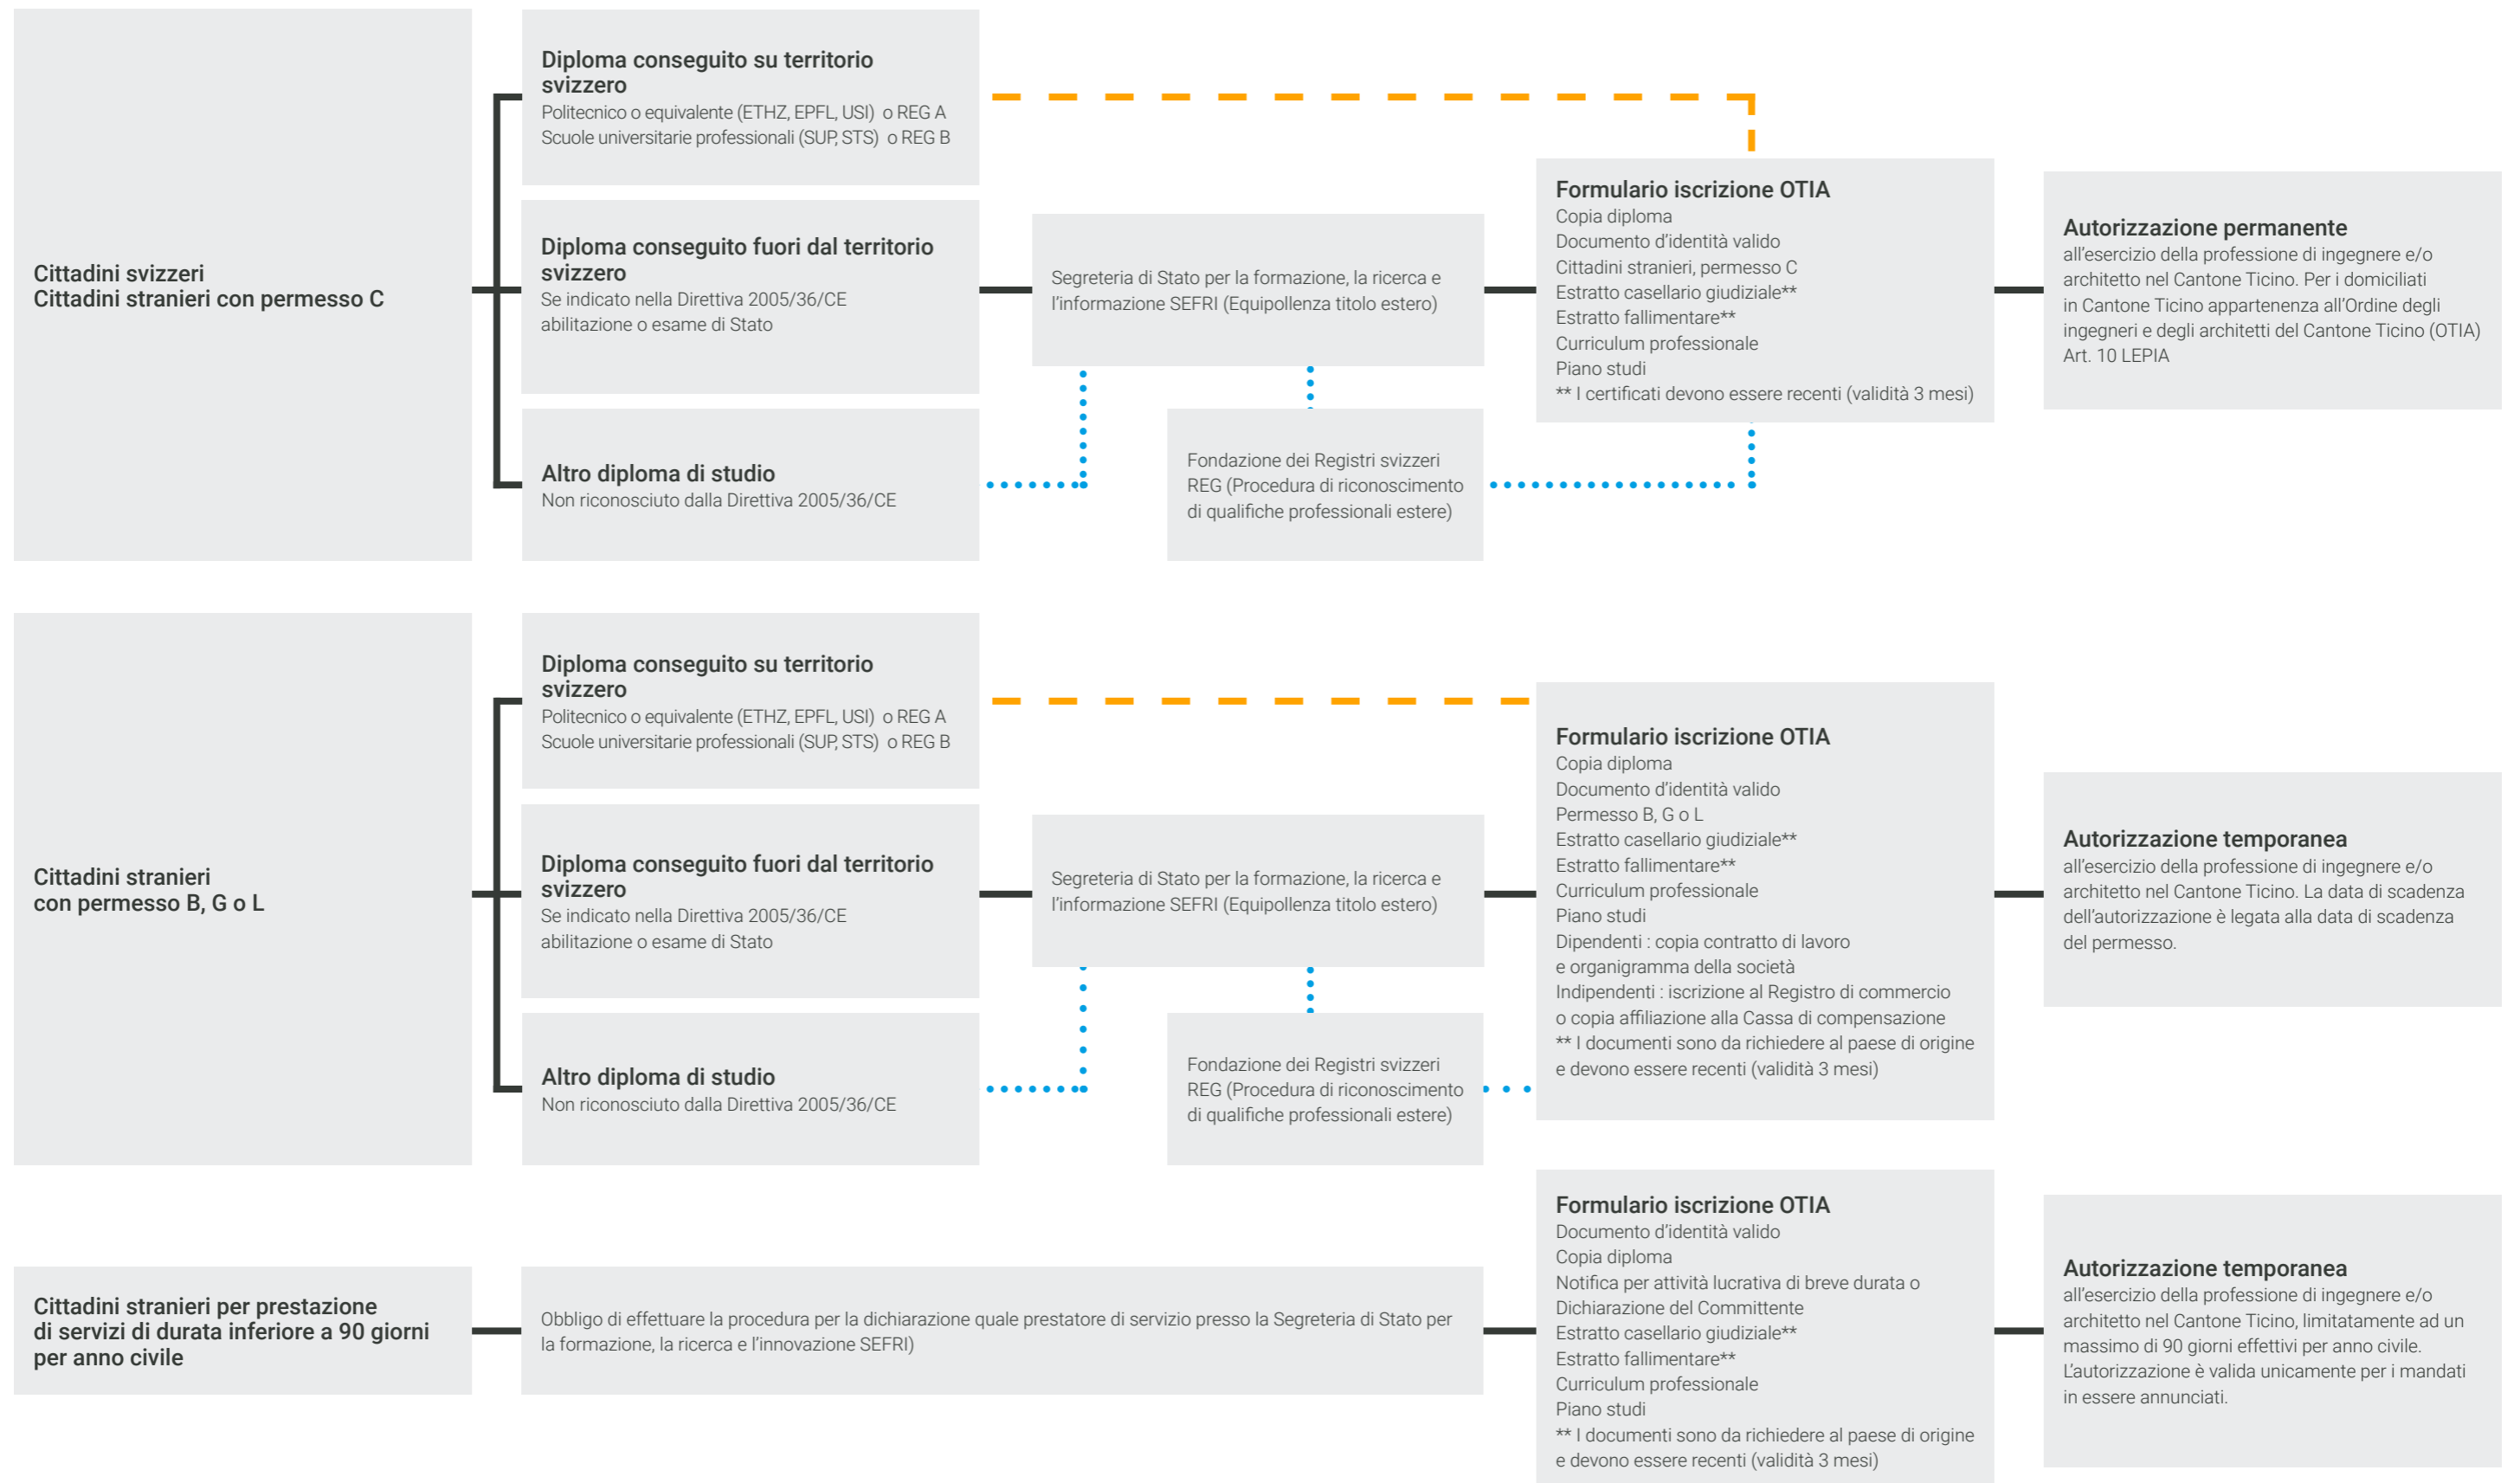 Cittadini svizzeri
Cittadini stranieri con permesso C
Diploma conseguito su territorio
svizzero
Politecnico o equivalente (ETHZ, EPFL, USI) o REG A
Scuole universitarie professionali (SUP, STS) o REG B
Diploma conseguito fuori dal territorio
svizzero
Se indicato nella Direttiva 2005/36/CE
abilitazione o esame di Stato
Altro diploma di studio
Non riconosciuto dalla Direttiva 2005/36/CE
Segreteria di Stato per la formazione, la ricerca e
l'informazione SEFRI (Equipollenza titolo estero)
Fondazione dei Registri svizzeri
REG (Procedura di riconoscimento
di qualifiche professionali estere)
Formulario iscrizione OTIA
Copia diploma
Documento d'identità valido
Cittadini stranieri, permesso C
Estratto casellario giudiziale**
Estratto fallimentare**
Curriculum professionale
Piano studi
** I certificati devono essere recenti (validità 3 mesi)
Autorizzazione permanente
all'esercizio della professione di ingegnere e/o
architetto nel Cantone Ticino. Per i domiciliati
in Cantone Ticino appartenenza all'Ordine degli
ingegneri e degli architetti del Cantone Ticino (OTIA)
Art. 10 LEPIA
Cittadini stranieri
con permesso B, G o L
Diploma conseguito su territorio
svizzero
Politecnico o equivalente (ETHZ, EPFL, USI) o REG A
Scuole universitarie professionali (SUP, STS) o REG B
Diploma conseguito fuori dal territorio
svizzero
Se indicato nella Direttiva 2005/36/CE
abilitazione o esame di Stato
Altro diploma di studio
Non riconosciuto dalla Direttiva 2005/36/CE
Segreteria di Stato per la formazione, la ricerca e
l'informazione SEFRI (Equipollenza titolo estero)
Fondazione dei Registri svizzeri
REG (Procedura di riconoscimento
di qualifiche professionali estere)
Formulario iscrizione OTIA
Copia diploma
Documento d'identità valido
Permesso B, G o L
Estratto casellario giudiziale**
Estratto fallimentare**
Curriculum professionale
Piano studi
Dipendenti : copia contratto di lavoro
e organigramma della società
Indipendenti : iscrizione al Registro di commercio
o copia affiliazione alla Cassa di compensazione
** I documenti sono da richiedere al paese di origine
e devono essere recenti (validità 3 mesi)
Autorizzazione temporanea
all'esercizio della professione di ingegnere e/o
architetto nel Cantone Ticino. La data di scadenza
dell'autorizzazione è legata alla data di scadenza
del permesso.
Cittadini stranieri per prestazione
di servizi di durata inferiore a 90 giorni
per anno civile
Obbligo di effettuare la procedura per la dichiarazione quale prestatore di servizio presso la Segreteria di Stato per
la formazione, la ricerca e l'innovazione SEFRI)
Formulario iscrizione OTIA
Documento d'identità valido
Copia diploma
Notifica per attività lucrativa di breve durata o
Dichiarazione del Committente
Estratto casellario giudiziale**
Estratto fallimentare**
Curriculum professionale
Piano studi
** I documenti sono da richiedere al paese di origine
e devono essere recenti (validità 3 mesi)
Autorizzazione temporanea
all'esercizio della professione di ingegnere e/o
architetto nel Cantone Ticino, limitatamente ad un
massimo di 90 giorni effettivi per anno civile.
L'autorizzazione è valida unicamente per i mandati
in essere annunciati.